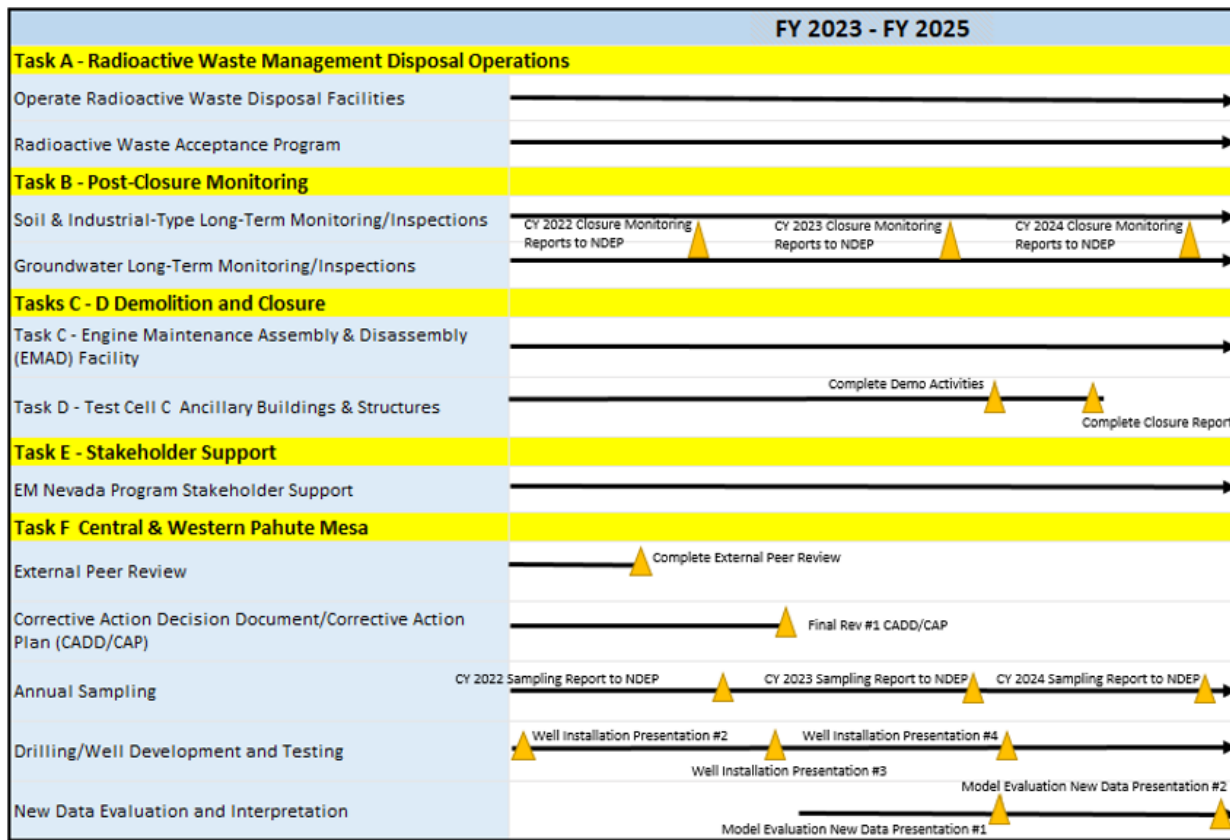 FY 2023 - FY 2025
Task A - Radioactive Waste Management Disposal Operations
Operate Radioactive Waste Disposal Facilities
Radioactive Waste Acceptance Program
Task B - Post-Closure Monitoring
Soil & Industrial-Type Long-Term Monitoring/Inspections
CY 2022 Closure Monitoring
Reports to NDEP
CY 2023 Closure Monitoring
Reports to NDEP
CY 2024 Closure Monitoring
Reports to NDEP
Groundwater Long-Term Monitoring/Inspections
Tasks C - D Demolition and Closure
Task C - Engine Maintenance Assembly & Disassembly
(EMAD) Facility
Complete Demo Activities
Task D - Test Cell C Ancillary Buildings & Structures
Complete Closure Report
Task E - Stakeholder Support
EM Nevada Program Stakeholder Support
Task F Central & Western Pahute Mesa
External Peer Review
Complete External Peer Review
Corrective Action Decision Document/Corrective Action
Plan (CADD/CAP)
Final Rev #1 CADD/CAP
Annual Sampling
CY 2022 Sampling Report to NDEP
CY 2023 Sampling Report to NDEP
CY 2024 Sampling Report to NDEP
Drilling/Well Development and Testing
Well Installation Presentation #2
Well Installation Presentation #3
Well Installation Presentation #4
New Data Evaluation and Interpretation
Model Evaluation New Data Presentation #1
Model Evaluation New Data Presentation #2